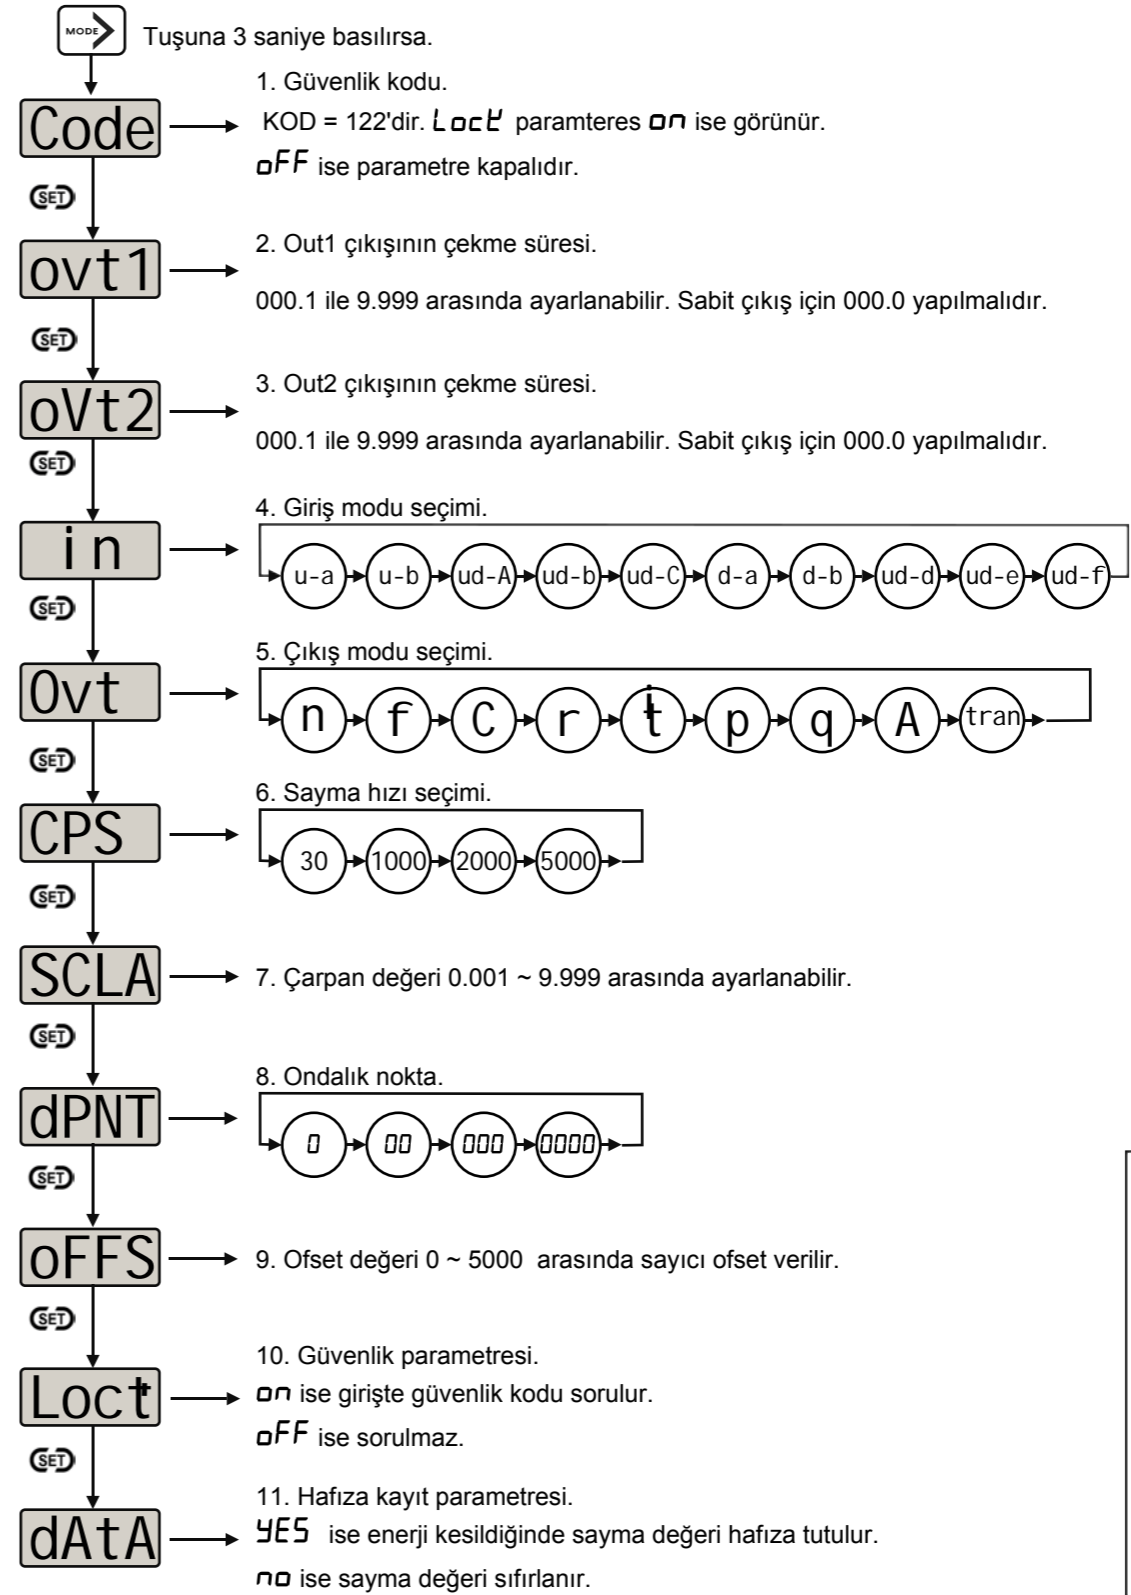 MODE Tuşuna 3 saniye basılırsa.
1. Güvenlik kodu.
Code KOD = 122'dir. Lock paramteres on ise görünür.
oFF ise parametre kapalıdır.
SET
2. Out1 çıkışının çekme süresi.
ovt1
000.1 ile 9.999 arasında ayarlanabilir. Sabit çıkış için 000.0 yapılmalıdır.
SET
3. Out2 çıkışının çekme süresi.
oVt2
000.1 ile 9.999 arasında ayarlanabilir. Sabit çıkış için 000.0 yapılmalıdır.
SET
4. Giriş modu seçimi.
in u-a u-b ud-A ud-b ud-C d-a d-b ud-d ud-e ud-f
SET
5. Çıkış modu seçimi.
Ovt n f C r t p q A tran
SET
6. Sayma hızı seçimi.
CPS 30 1000 2000 5000
SET
SCLA 7. Çarpan değeri 0.001 ~ 9.999 arasında ayarlanabilir.
SET
8. Ondalık nokta.
dPNT 0 00 000 0000
SET
oFFS 9. Ofset değeri 0 ~ 5000 arasında sayıcı ofset verilir.
SET
10. Güvenlik parametresi.
Loct on ise girişte güvenlik kodu sorulur.
oFF ise sorulmaz.
SET
11. Hafıza kayıt parametresi.
dAtA YES ise enerji kesildiğinde sayma değeri hafıza tutulur.
no ise sayma değeri sıfırlanır.